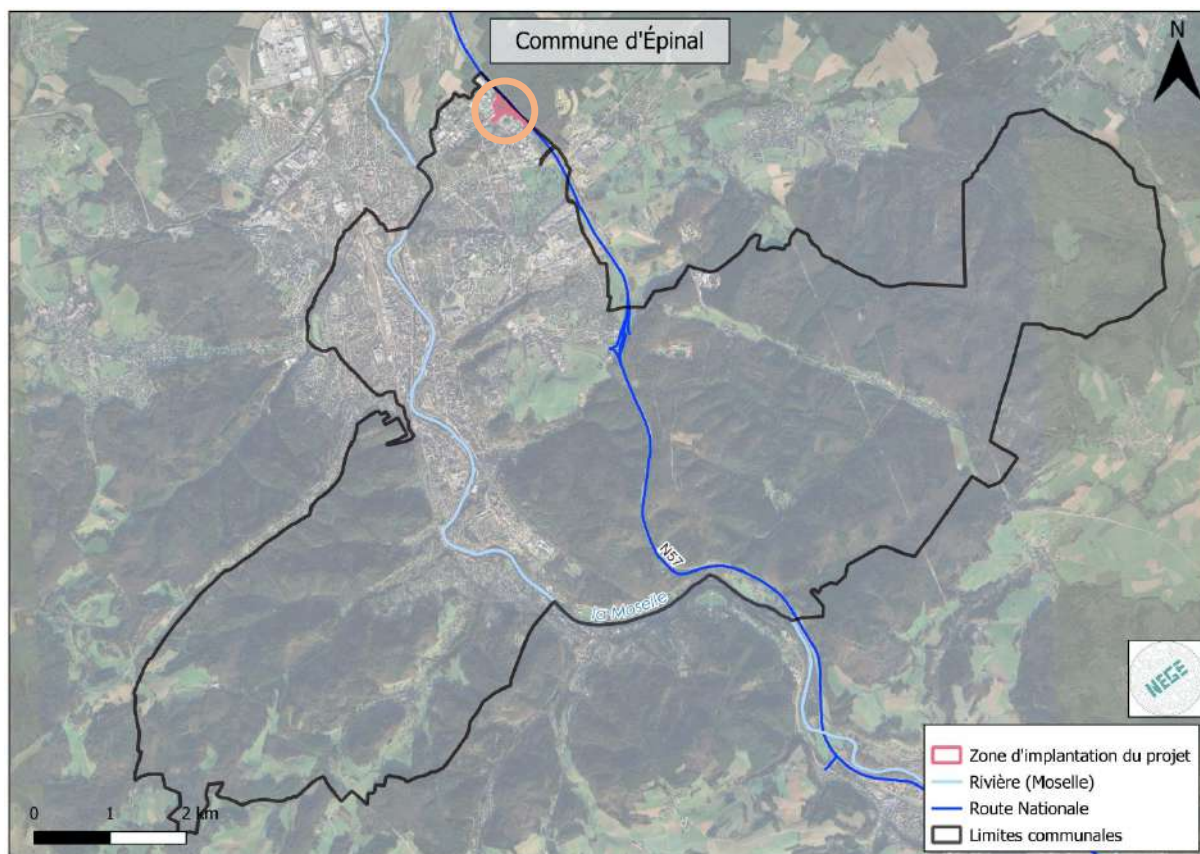 Commune d'Épinal
N
N57
la Moselle
NEGE
Zone d'implantation du projet
Rivière (Moselle)
Route Nationale
Limites communales
0 1 2 km